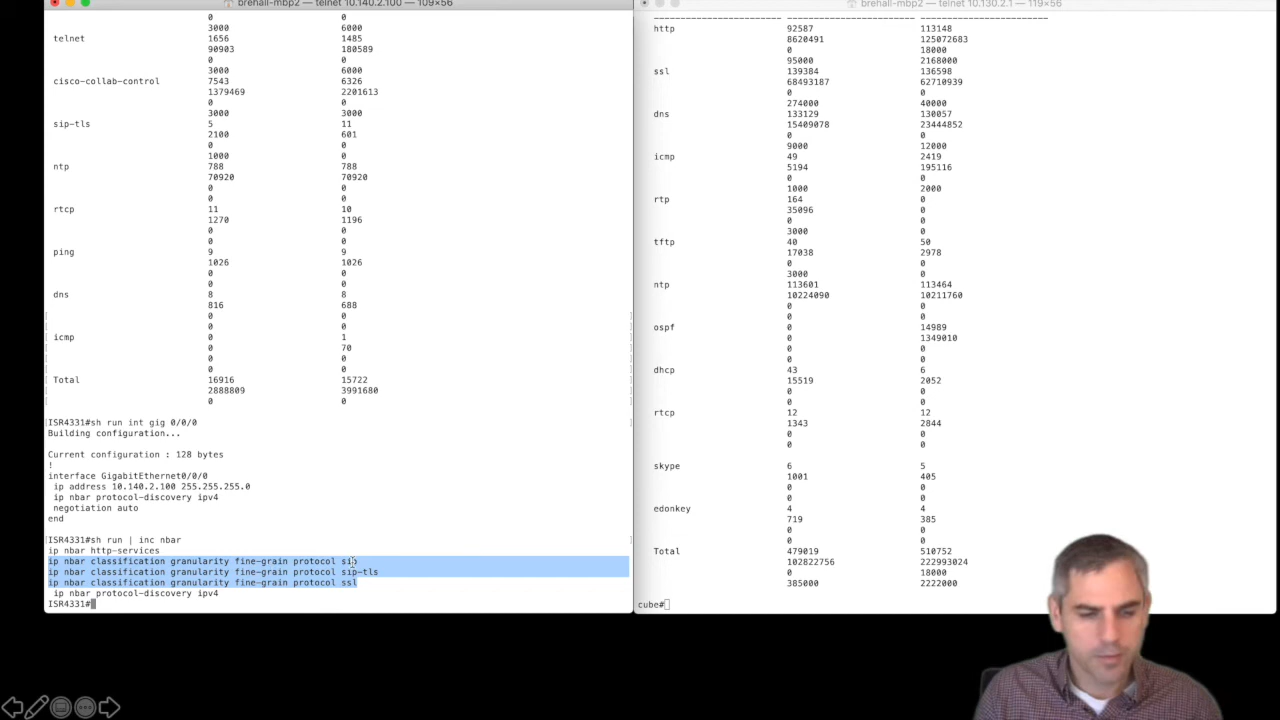 brehall-mbp2 — telnet 10.140.2.100 — 109×56
0 0
3000 6000
telnet 1656 1485
90903 180589
0 0
3000 6000
cisco-collab-control 7543 6326
1379469 2201613
0 0
3000 3000
sip-tls 5 11
2100 601
0 0
1000 0
ntp 788 788
70920 70920
0 0
0 0
rtcp 11 10
1270 1196
0 0
0 0
ping 9 9
1026 1026
0 0
0 0
dns 8 8
816 688
0 0
0 0
icmp 0 1
0 70
0 0
0 0
Total 16916 15722
2888809 3991680
0 0
ISR4331#sh run int gig 0/0/0
Building configuration...
Current configuration : 128 bytes
!
interface GigabitEthernet0/0/0
ip address 10.140.2.100 255.255.255.0
ip nbar protocol-discovery ipv4
negotiation auto
end
ISR4331#sh run | inc nbar
ip nbar http-services
ip nbar classification granularity fine-grain protocol sip
ip nbar classification granularity fine-grain protocol sip-tls
ip nbar classification granularity fine-grain protocol ssl
ip nbar protocol-discovery ipv4
ISR4331#
brehall-mbp2 — telnet 10.130.2.1 — 119×56
------------------------ ------------------------ ------------------------
http 92587 113148
8620491 125072683
0 18000
95000 2168000
ssl 139384 136598
68493187 62710939
0 0
274000 40000
dns 133129 130057
15409078 23444852
0 0
9000 12000
icmp 49 2419
5194 195116
0 0
1000 2000
rtp 164 0
35096 0
0 0
3000 0
tftp 40 50
17038 2978
0 0
3000 0
ntp 113601 113464
10224090 10211760
0 0
0 0
ospf 0 14989
0 1349010
0 0
0 0
dhcp 43 6
15519 2052
0 0
0 0
rtcp 12 12
1343 2844
0 0
0 0
skype 6 5
1001 405
0 0
0 0
edonkey 4 4
719 385
0 0
0 0
Total 479019 510752
102822756 222993024
0 18000
385000 2222000
cube#